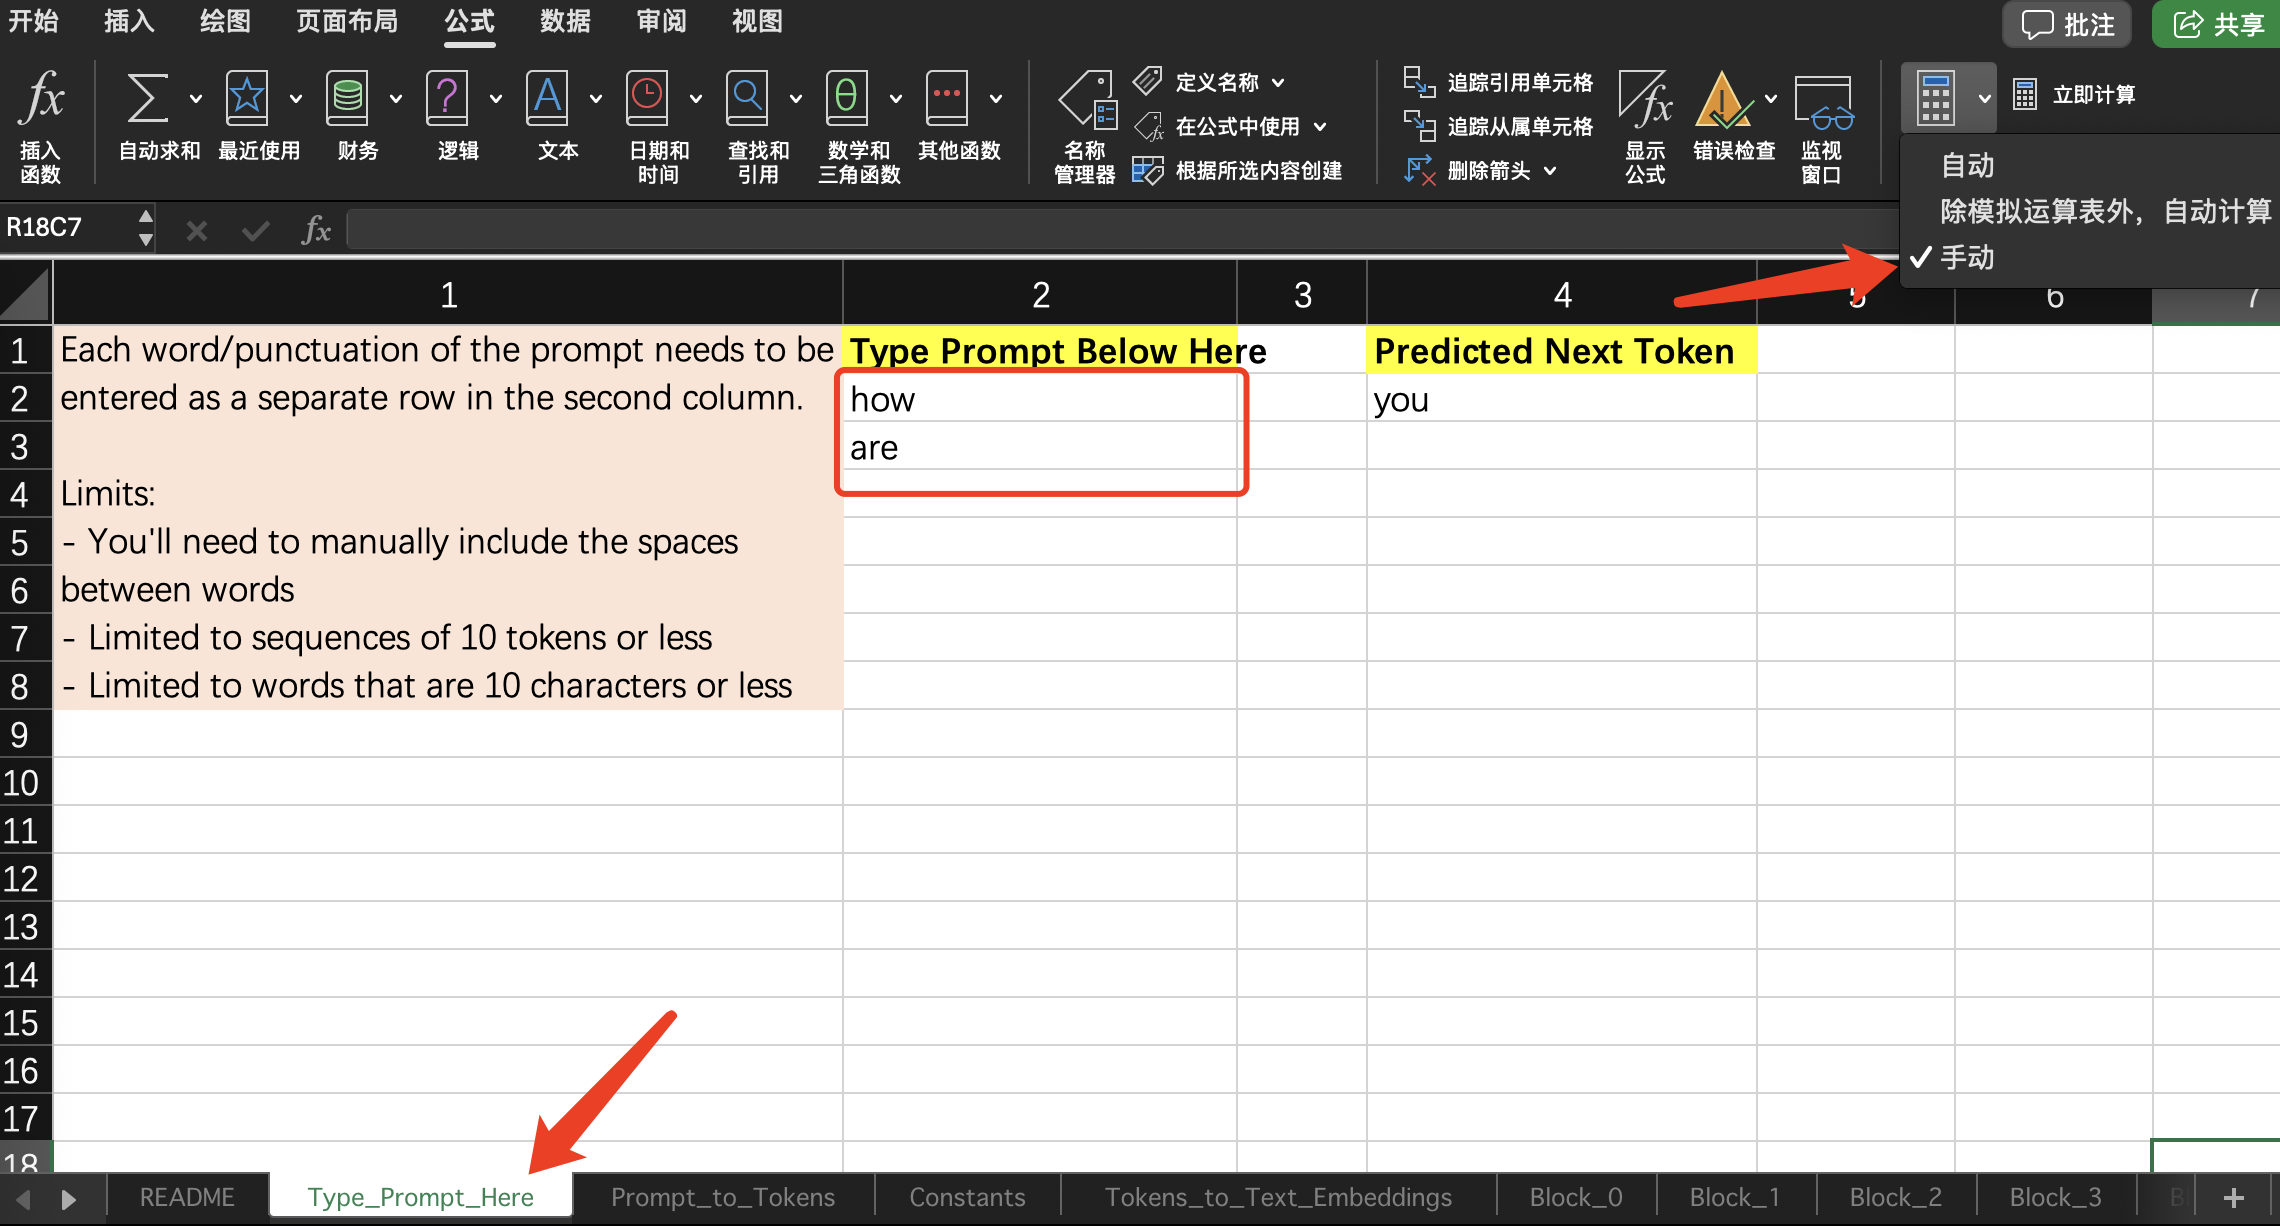 开始 插入 绘图 页面布局 公式 数据 审阅 视图 批注 共享
插入函数 自动求和 最近使用 财务 逻辑 文本 日期和时间 查找和引用 数学和三角函数 其他函数 名称管理器
定义名称
在公式中使用
根据所选内容创建
追踪引用单元格
追踪从属单元格
删除箭头
显示公式 错误检查 监视窗口
立即计算
自动
除模拟运算表外，自动计算
手动
R18C7 fx
1 2 3 4 5 6 7
1 Each word/punctuation of the prompt needs to be Type Prompt Below Here Predicted Next Token
2 entered as a separate row in the second column. how you
3 are
4 Limits:
5 - You'll need to manually include the spaces
6 between words
7 - Limited to sequences of 10 tokens or less
8 - Limited to words that are 10 characters or less
9
10
11
12
13
14
15
16
17
18
README Type_Prompt_Here Prompt_to_Tokens Constants Tokens_to_Text_Embeddings Block_0 Block_1 Block_2 Block_3